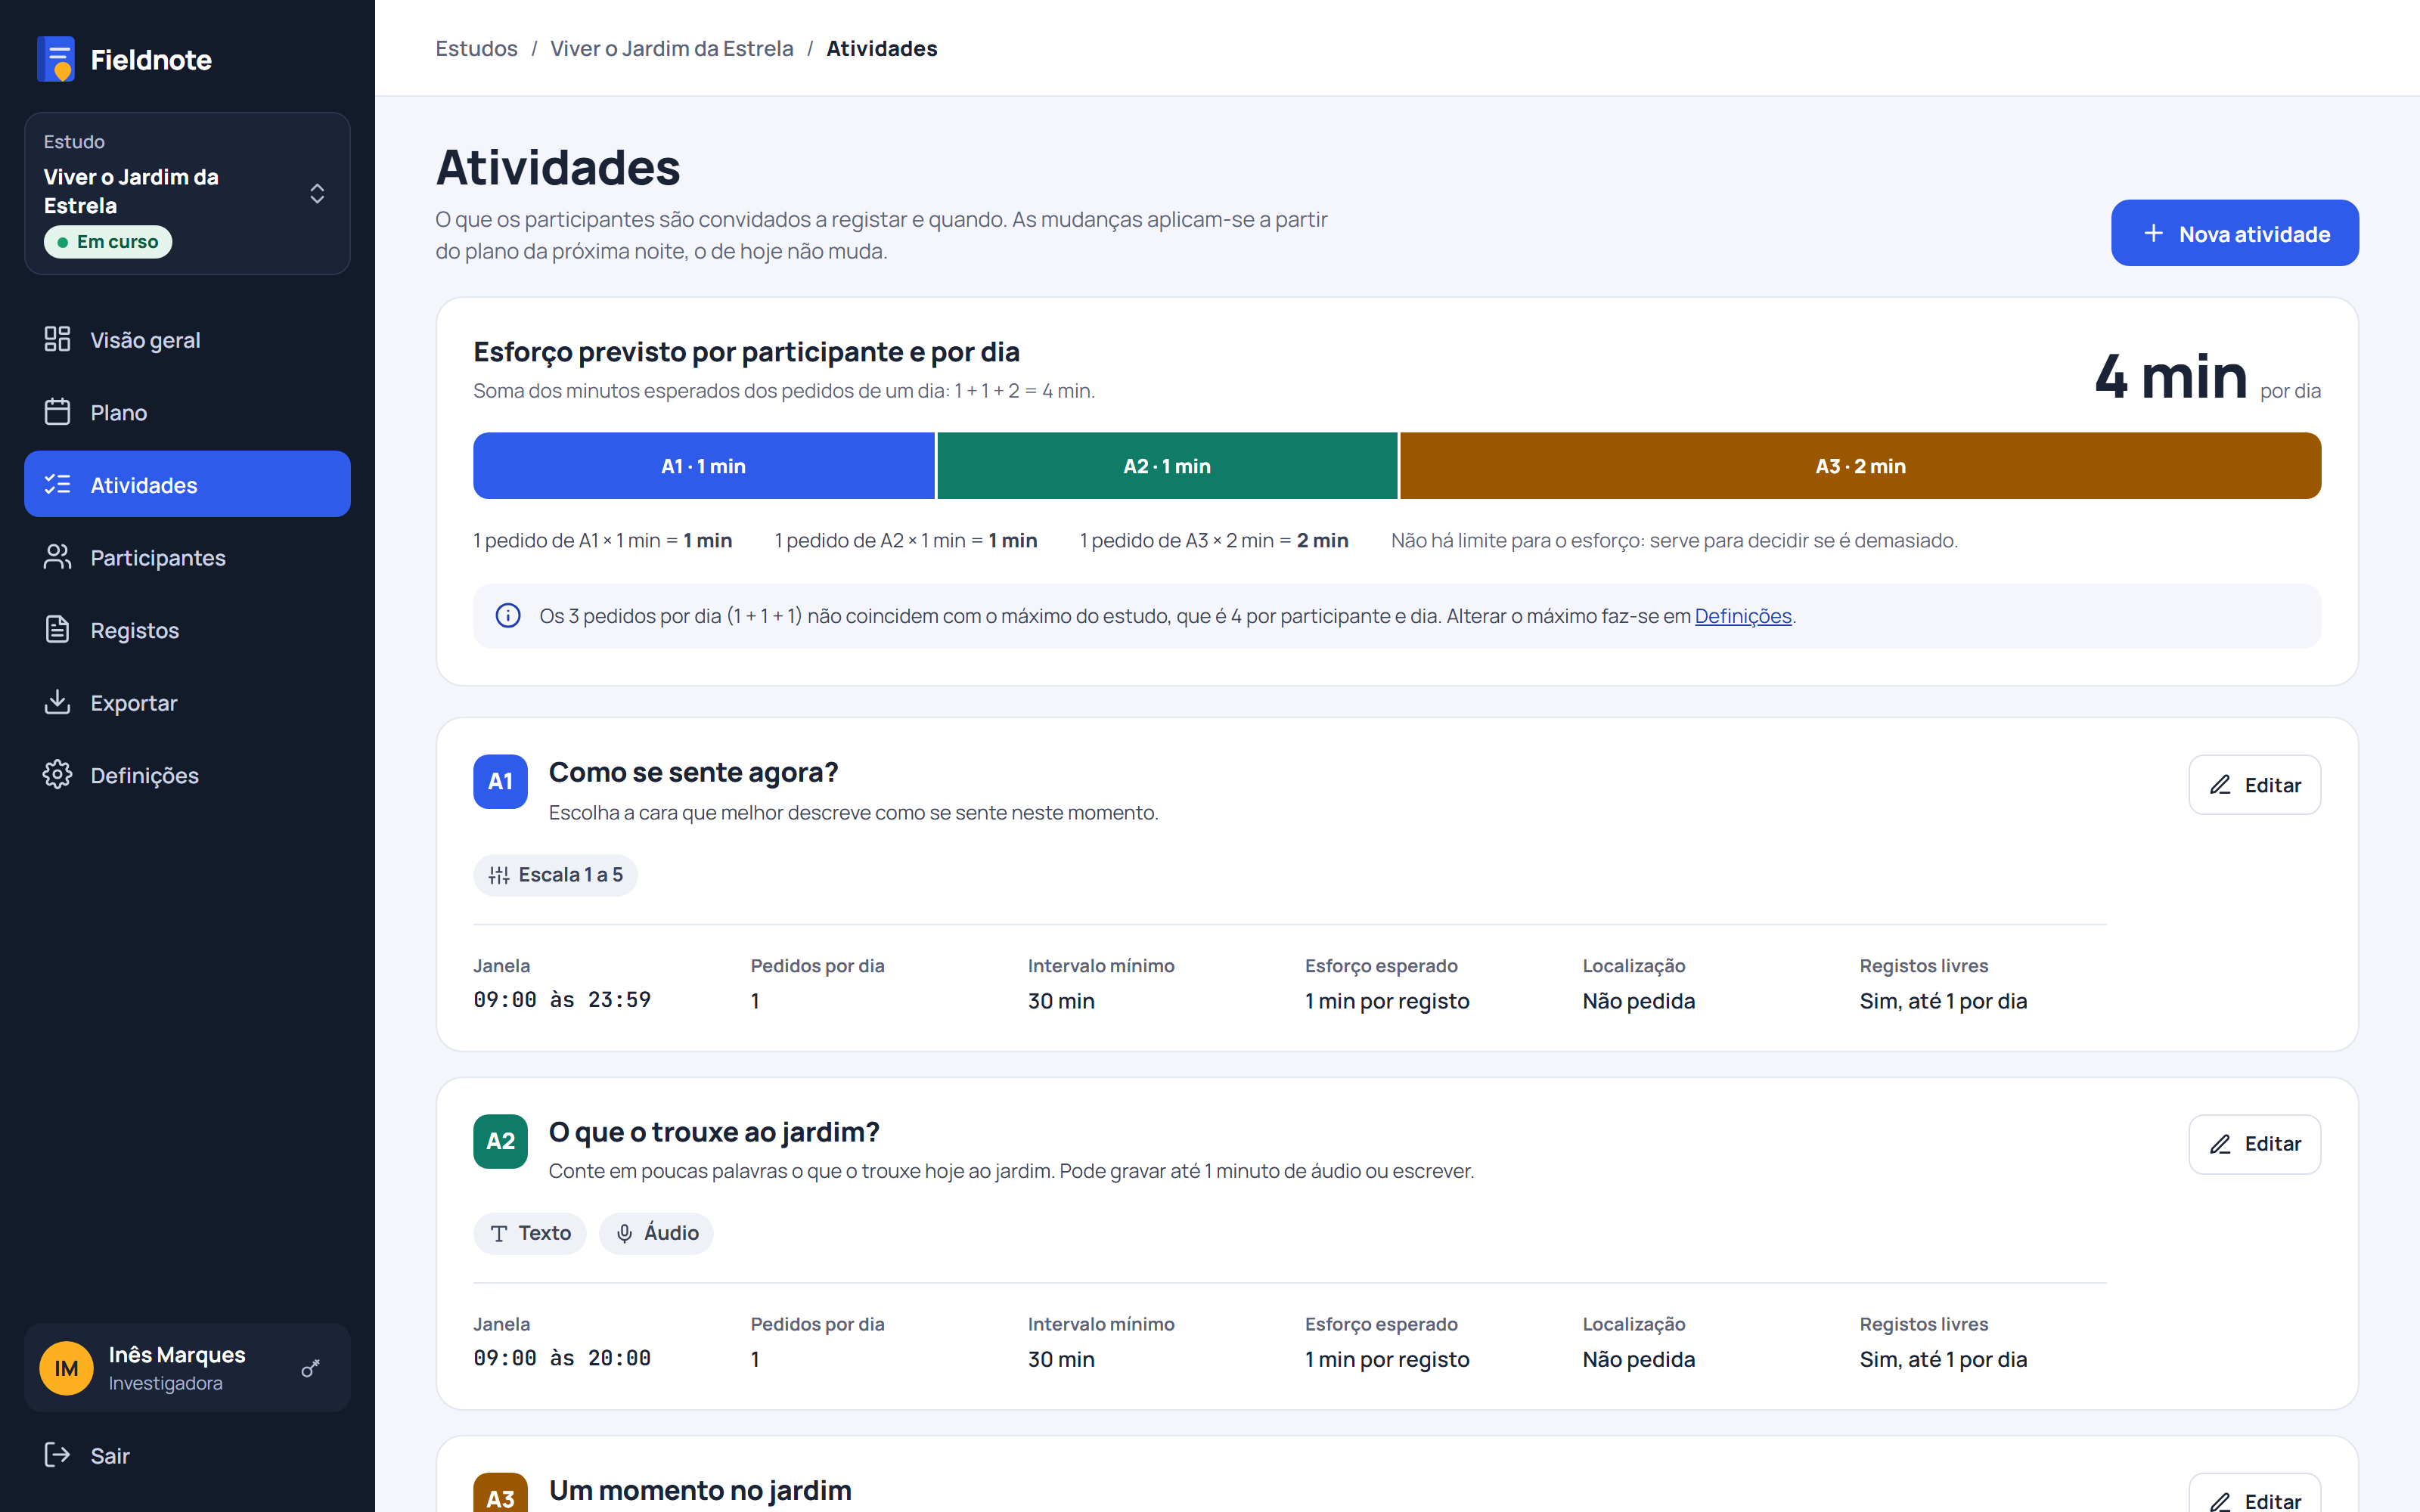 Fieldnote
Estudo
Viver o Jardim da
Estrela
Em curso
Visão geral
Plano
Atividades
Participantes
Registos
Exportar
Definições
IM
Inês Marques
Investigadora
Sair
Estudos / Viver o Jardim da Estrela / Atividades
Atividades
O que os participantes são convidados a registar e quando. As mudanças aplicam-se a partir
do plano da próxima noite, o de hoje não muda.
Nova atividade
Esforço previsto por participante e por dia
Soma dos minutos esperados dos pedidos de um dia: 1 + 1 + 2 = 4 min.
4 min por dia
A1 · 1 min
A2 · 1 min
A3 · 2 min
1 pedido de A1 × 1 min = 1 min
1 pedido de A2 × 1 min = 1 min
1 pedido de A3 × 2 min = 2 min
Não há limite para o esforço: serve para decidir se é demasiado.
Os 3 pedidos por dia (1 + 1 + 1) não coincidem com o máximo do estudo, que é 4 por participante e dia. Alterar o máximo faz-se em Definições.
A1
Como se sente agora?
Escolha a cara que melhor descreve como se sente neste momento.
Editar
Escala 1 a 5
Janela
09:00 às 23:59
Pedidos por dia
1
Intervalo mínimo
30 min
Esforço esperado
1 min por registo
Localização
Não pedida
Registos livres
Sim, até 1 por dia
A2
O que o trouxe ao jardim?
Conte em poucas palavras o que o trouxe hoje ao jardim. Pode gravar até 1 minuto de áudio ou escrever.
Editar
Texto
Áudio
Janela
09:00 às 20:00
Pedidos por dia
1
Intervalo mínimo
30 min
Esforço esperado
1 min por registo
Localização
Não pedida
Registos livres
Sim, até 1 por dia
A3
Um momento no jardim
Editar